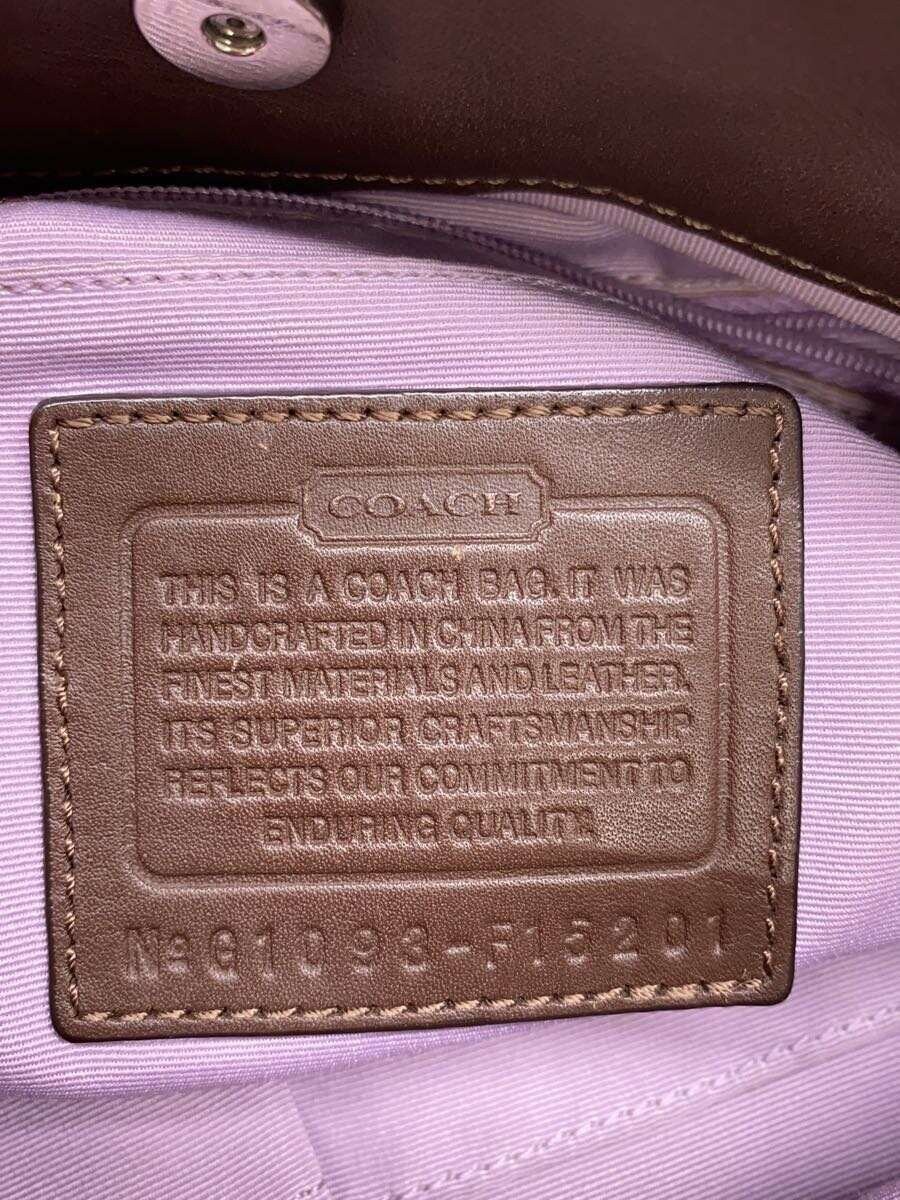 COACH
THIS IS A COACH BAG. IT WAS
HANDCRAFTED IN CHINA FROM THE
FINEST MATERIALS AND LEATHER.
ITS SUPERIOR CRAFTSMANSHIP
REFLECTS OUR COMMITMENT TO
ENDURING QUALITY.
No G1093-F15201